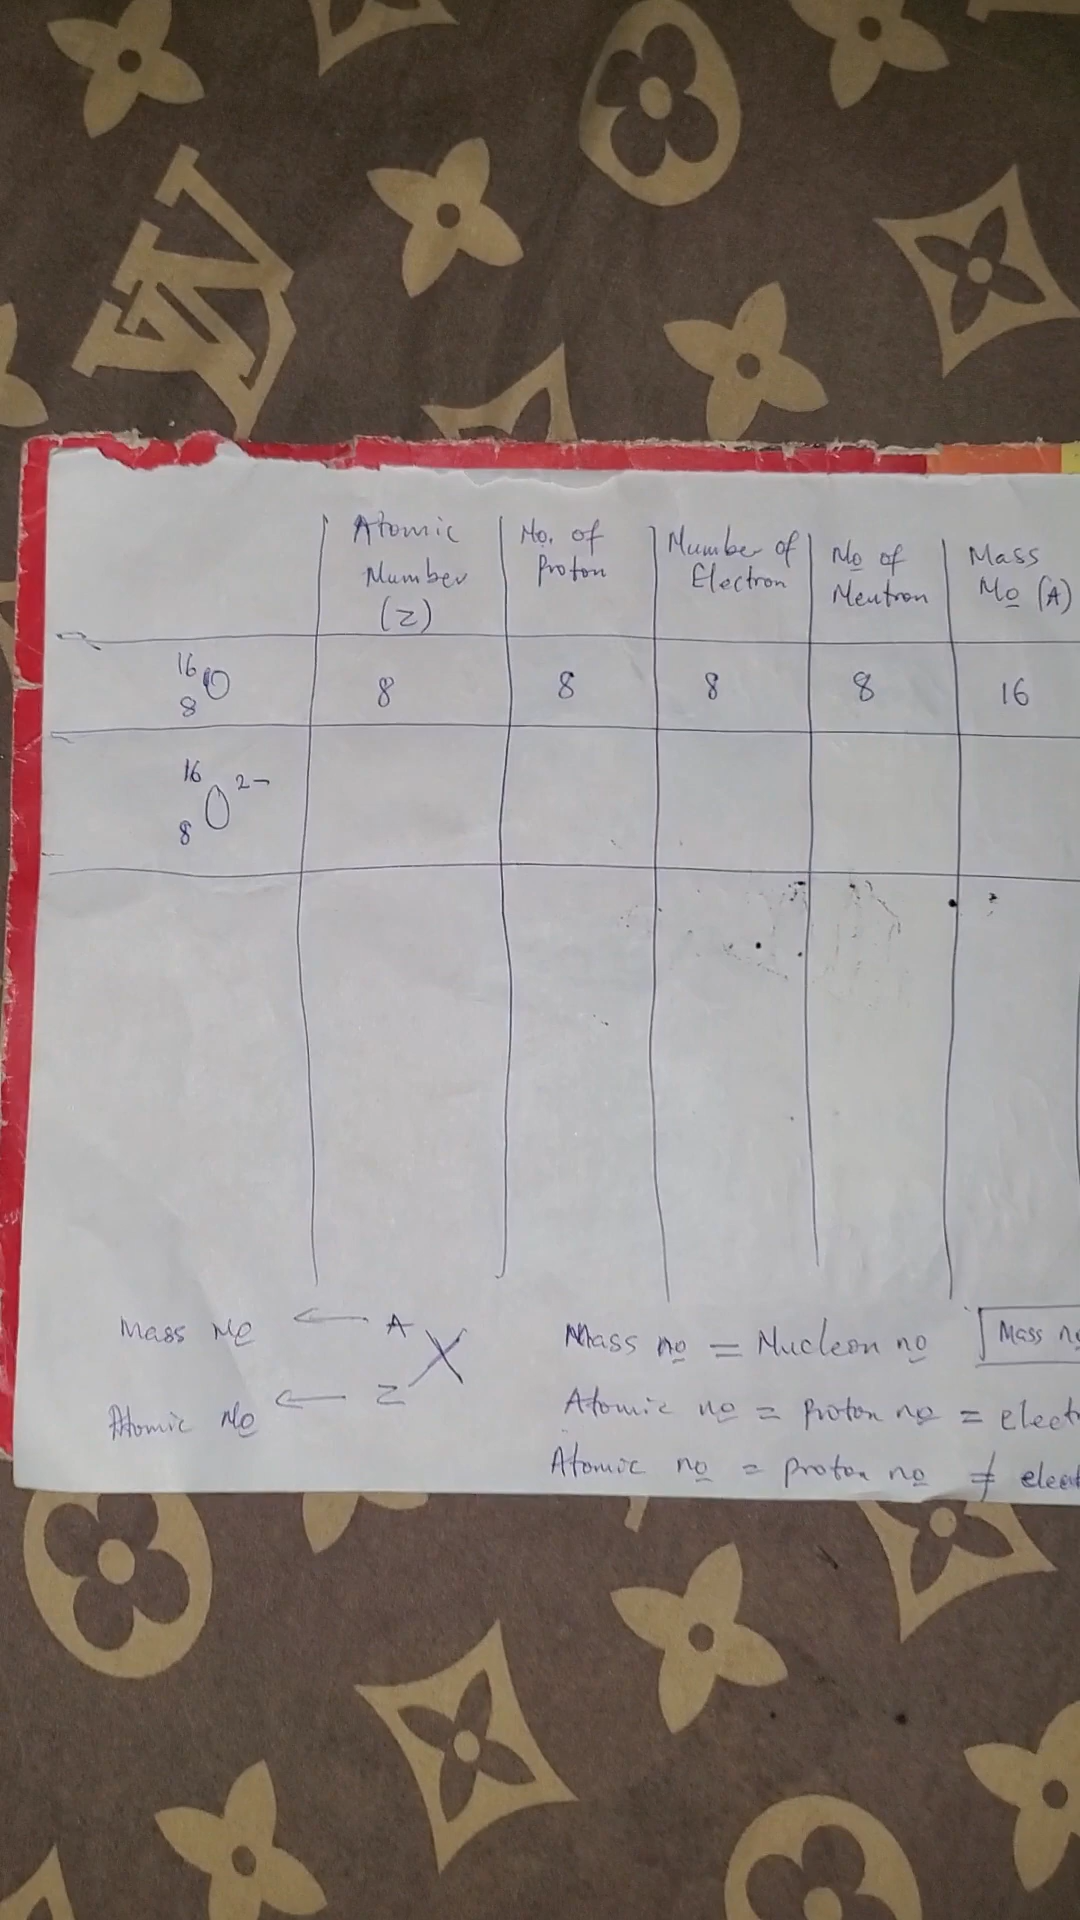 Atomic Number (Z)
No. of Proton
Number of Electron
No of Neutron
Mass No (A)
16 8 O 8 8 8 8 16
16 8 O 2-
Mass No ← A X
Atomic No ← Z
Mass no = Nucleon no Mass no
Atomic no = proton no =
Atomic no = proton no ≠